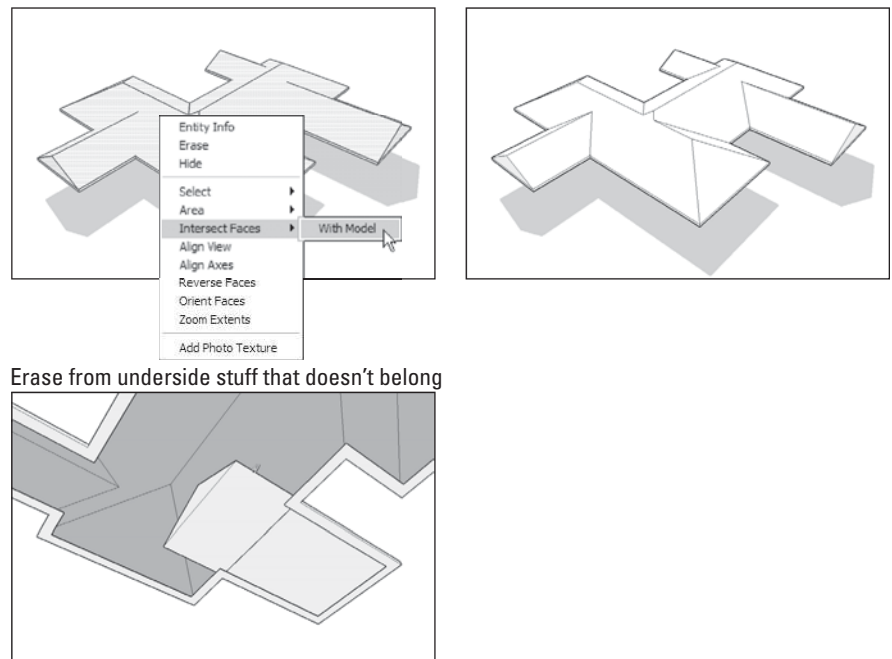 Entity Info
Erase
Hide
Select
Area
Intersect Faces
With Model
Align View
Align Axes
Reverse Faces
Orient Faces
Zoom Extents
Add Photo Texture
Erase from underside stuff that doesn't belong